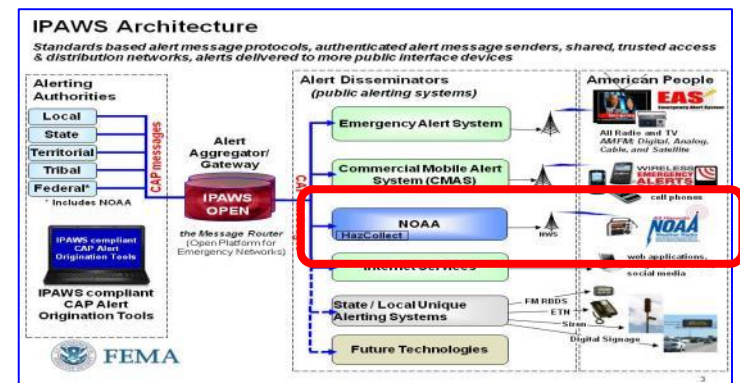 IPAWS Architecture
Standards based alert message protocols, authenticated alert message senders, shared, trusted access
& distribution networks, alerts delivered to more public interface devices
Alerting
Authorities
Local
State
Territorial
Tribal
Federal*
* Includes NOAA
IPAWS compliant
CAP Alert
Origination Tools
IPAWS compliant
CAP Alert
Origination Tools
FEMA
CAP messages
Alert
Aggregator/
Gateway
IPAWS
OPEN
the Message Router
(Open Platform for
Emergency Networks)
Alert Disseminators
(public alerting systems)
Emergency Alert System
Commercial Mobile Alert
System (CMAS)
NOAA
HazCollect
NWS
Internet Services
State / Local Unique
Alerting Systems
FM RBDS
ETN
Siren
Digital Signage
Future Technologies
American People
EAS
Emergency Alert System
All Radio and TV
AM/FM; Digital, Analog,
Cable, and Satellite
WIRELESS
EMERGENCY
ALERTS
cell phones
NOAA
web applications,
social media
3